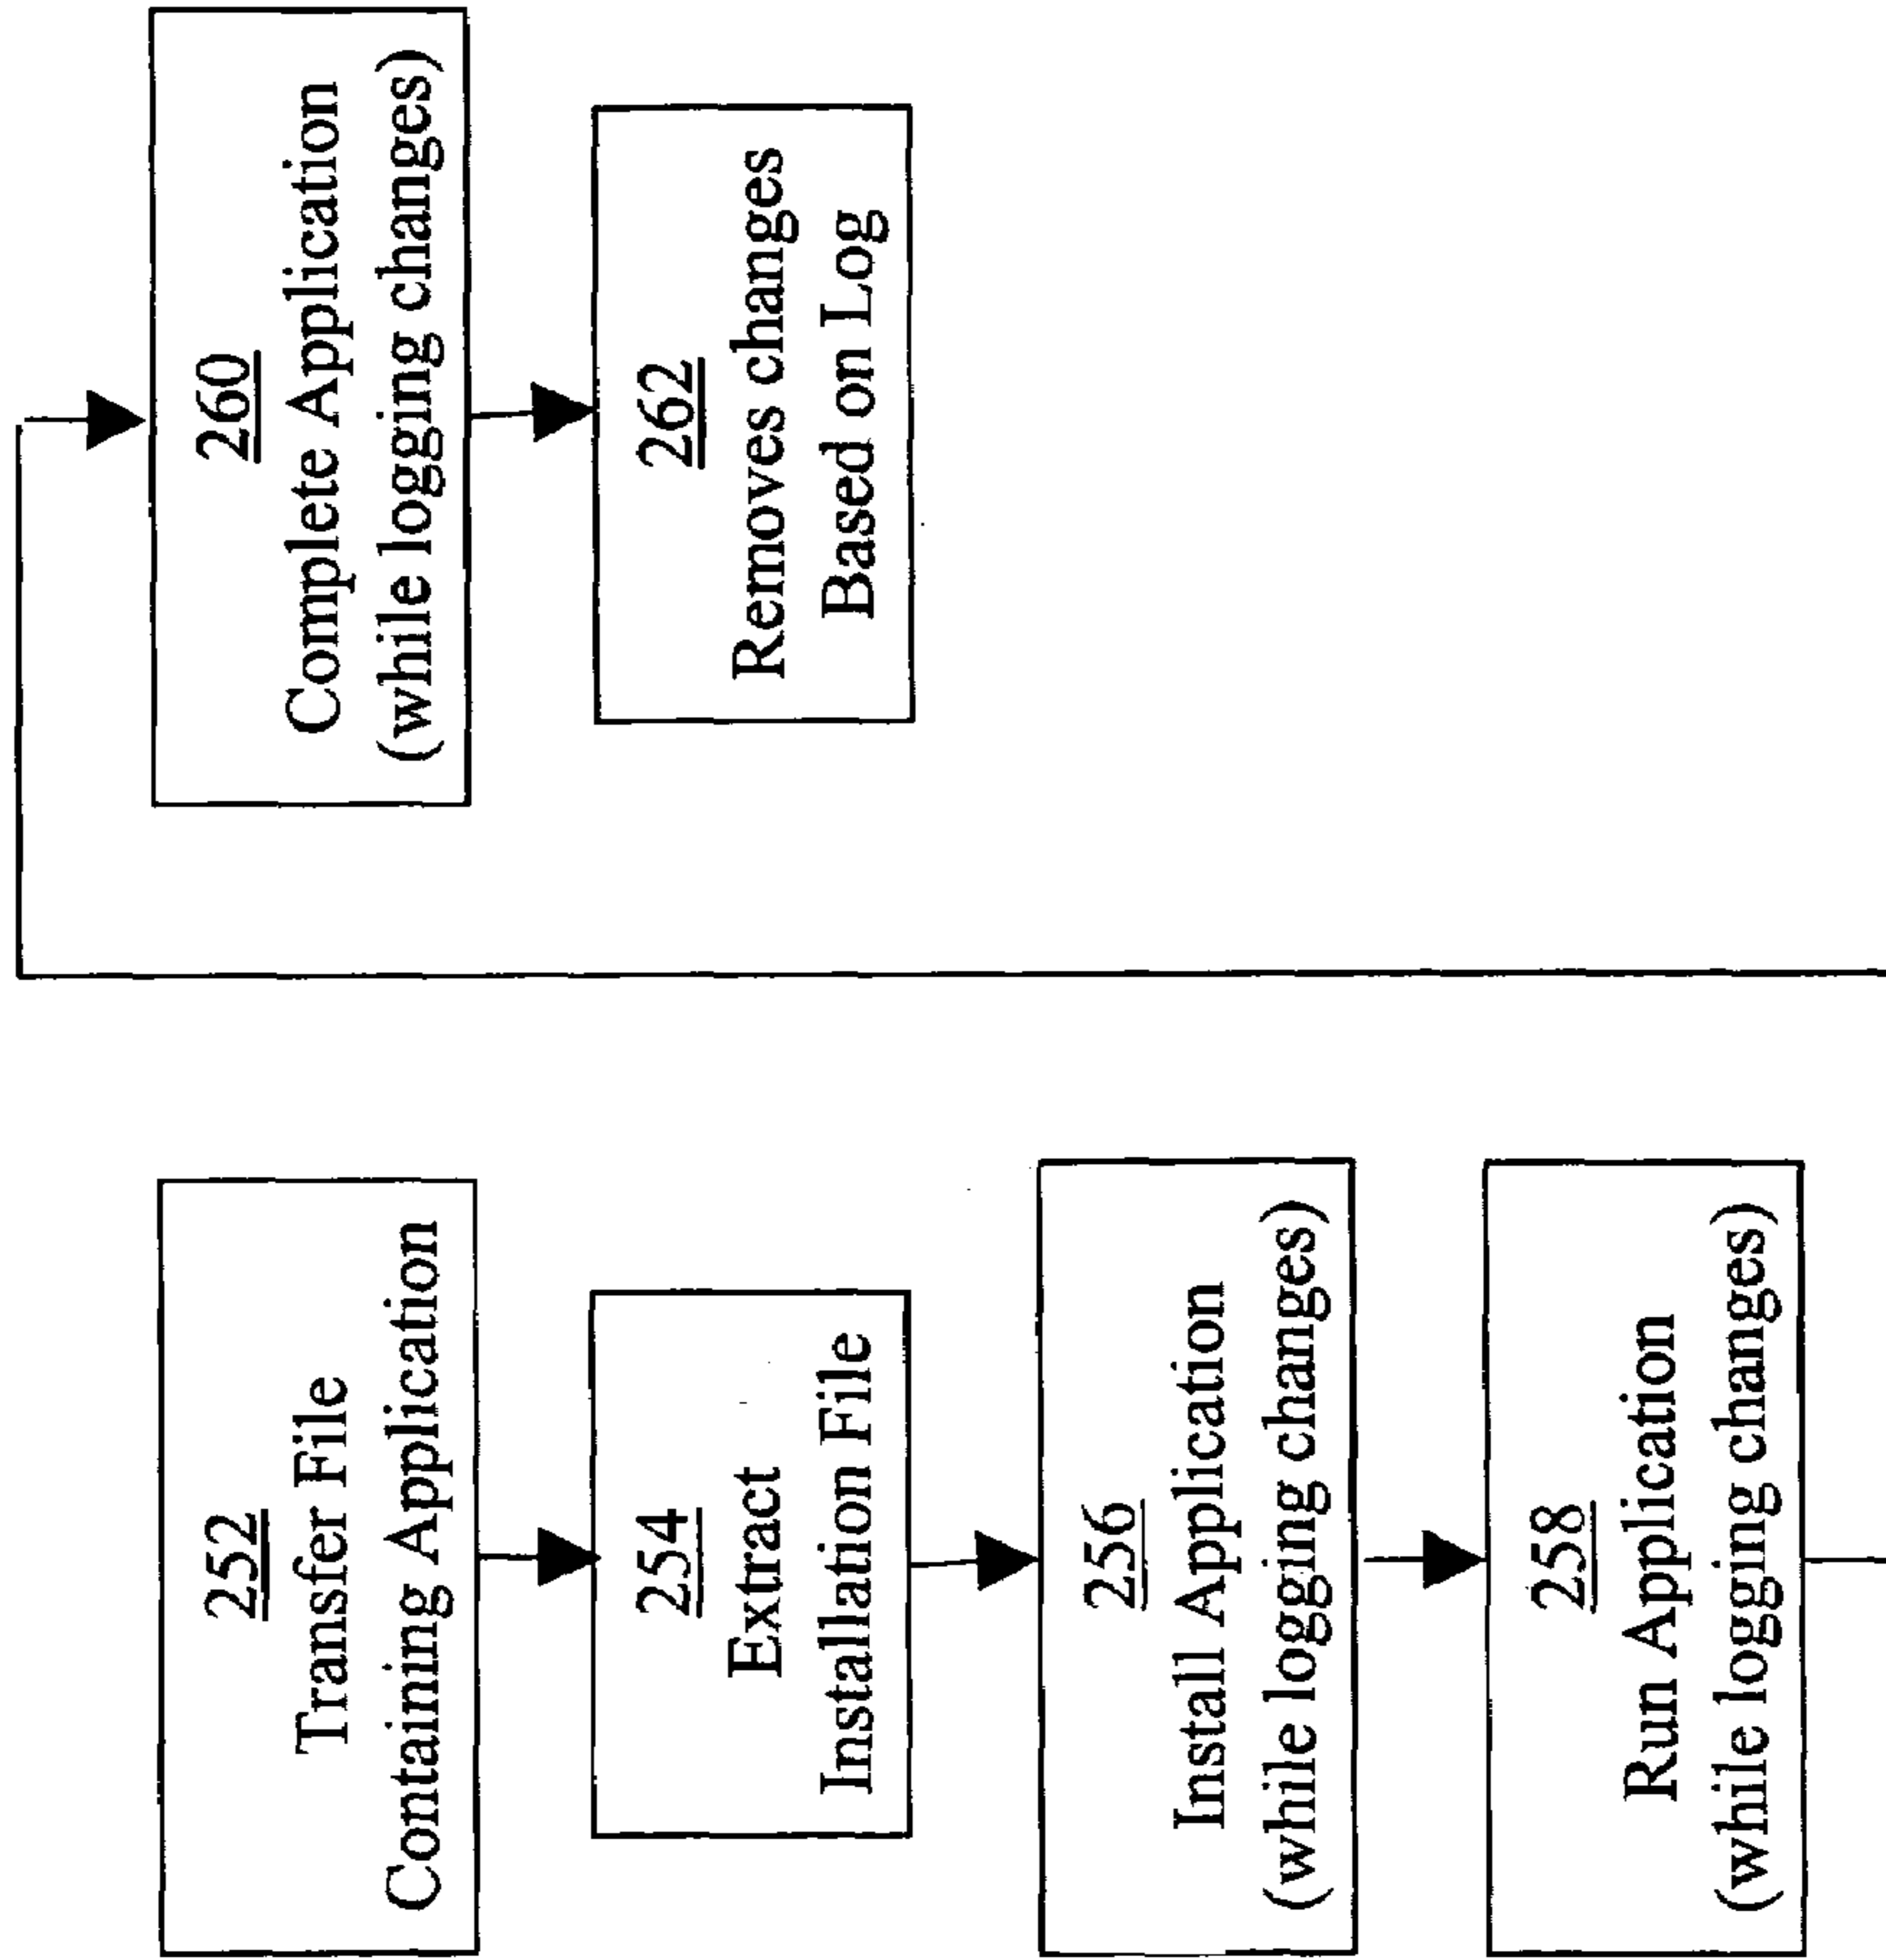 252
Transfer File
Containing Application
254
Extract
Installation File
256
Install Application
(while logging changes)
258
Run Application
(while logging changes)
260
Complete Application
(while logging changes)
262
Removes changes
Based on Log